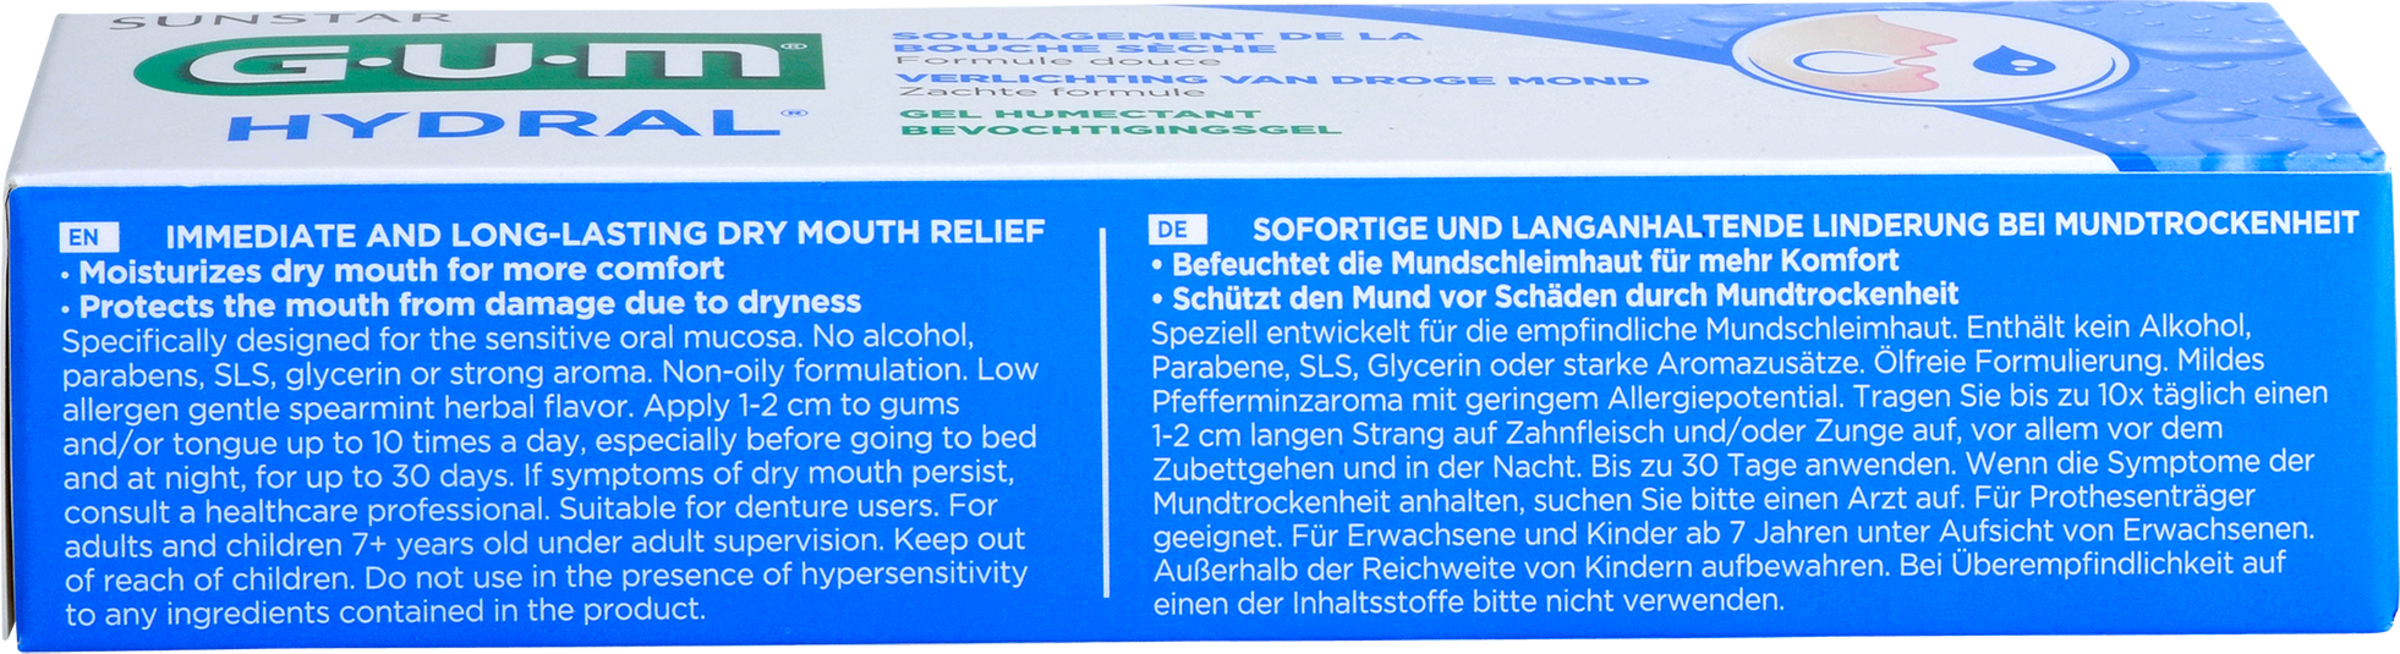 SUNSTAR
G·U·M®
HYDRAL®
SOULAGEMENT DE LA
BOUCHE SÈCHE
Formule douce
VERLICHTING VAN DROGE MOND
Zachte formule
GEL HUMECTANT
BEVOCHTIGINGSGEL
EN IMMEDIATE AND LONG-LASTING DRY MOUTH RELIEF
• Moisturizes dry mouth for more comfort
• Protects the mouth from damage due to dryness
Specifically designed for the sensitive oral mucosa. No alcohol,
parabens, SLS, glycerin or strong aroma. Non-oily formulation. Low
allergen gentle spearmint herbal flavor. Apply 1-2 cm to gums
and/or tongue up to 10 times a day, especially before going to bed
and at night, for up to 30 days. If symptoms of dry mouth persist,
consult a healthcare professional. Suitable for denture users. For
adults and children 7+ years old under adult supervision. Keep out
of reach of children. Do not use in the presence of hypersensitivity
to any ingredients contained in the product.
DE SOFORTIGE UND LANGANHALTENDE LINDERUNG BEI MUNDTROCKENHEIT
• Befeuchtet die Mundschleimhaut für mehr Komfort
• Schützt den Mund vor Schäden durch Mundtrockenheit
Speziell entwickelt für die empfindliche Mundschleimhaut. Enthält kein Alkohol,
Parabene, SLS, Glycerin oder starke Aromazusätze. Ölfreie Formulierung. Mildes
Pfefferminzaroma mit geringem Allergiepotential. Tragen Sie bis zu 10x täglich einen
1-2 cm langen Strang auf Zahnfleisch und/oder Zunge auf, vor allem vor dem
Zubettgehen und in der Nacht. Bis zu 30 Tage anwenden. Wenn die Symptome der
Mundtrockenheit anhalten, suchen Sie bitte einen Arzt auf. Für Prothesenträger
geeignet. Für Erwachsene und Kinder ab 7 Jahren unter Aufsicht von Erwachsenen.
Außerhalb der Reichweite von Kindern aufbewahren. Bei Überempfindlichkeit auf
einen der Inhaltsstoffe bitte nicht verwenden.